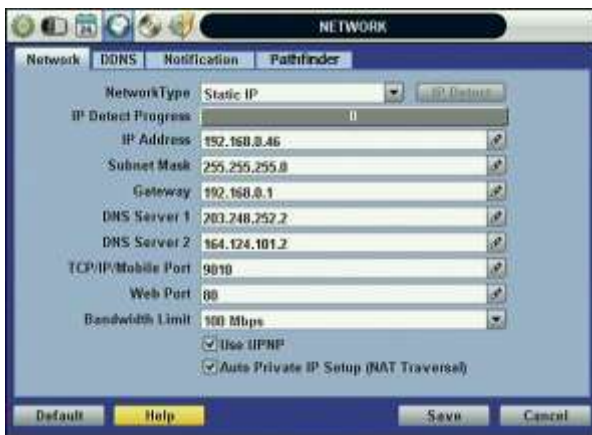 24
NETWORK
Network DDNS Notification Pathfinder
NetworkType Static IP IP Detect
IP Detect Progress 0
IP Address 192.168.0.46
Subnet Mask 255.255.255.0
Gateway 192.168.0.1
DNS Server 1 203.248.252.2
DNS Server 2 164.124.101.2
TCP/IP/Mobile Port 9010
Web Port 80
Bandwidth Limit 100 Mbps
Use UPNP
Auto Private IP Setup (NAT Traversal)
Default Help Save Cancel